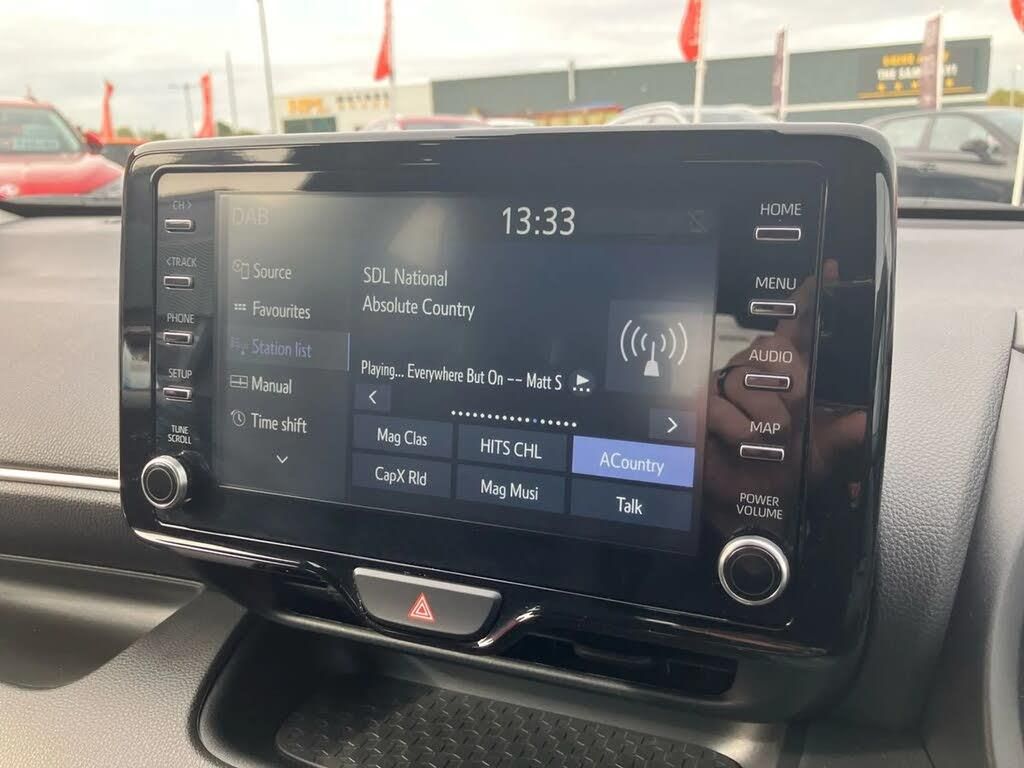 THE SAME
CH >
< TRACK
PHONE
SETUP
TUNE
SCROLL
DAB
13:33
Source
Favourites
Station list
Manual
Time shift
SDL National
Absolute Country
Playing... Everywhere But On -- Matt S
Mag Clas
HITS CHL
ACountry
CapX Rld
Mag Musi
Talk
HOME
MENU
AUDIO
MAP
POWER
VOLUME